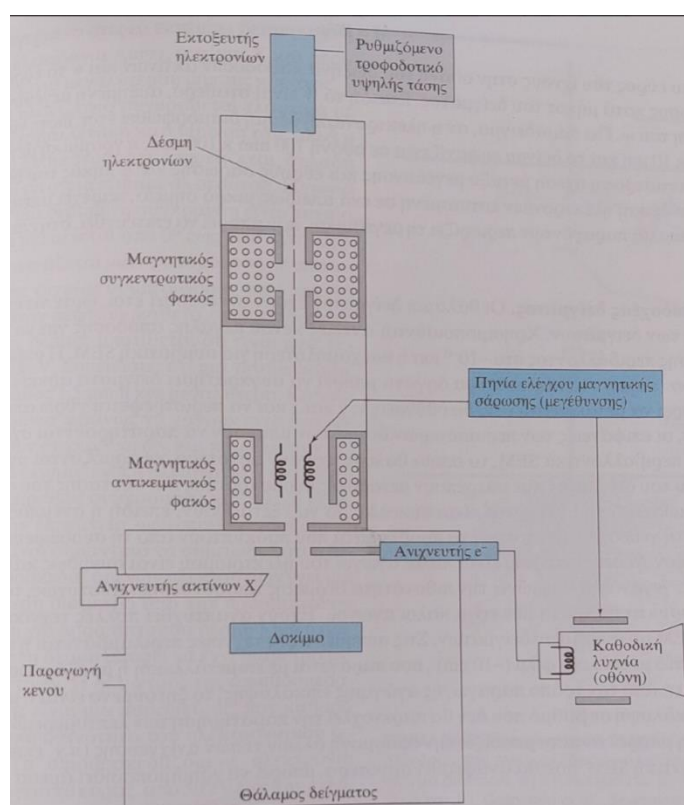 Εκτοξευτής
ηλεκτρονίων
Ρυθμιζόμενο
τροφοδοτικό
υψηλής τάσης
Δέσμη
ηλεκτρονίων
Μαγνητικός
συγκεντρωτικός
φακός
Πηνία ελέγχου μαγνητικής
σάρωσης (μεγέθυνσης)
Μαγνητικός
αντικειμενικός
φακός
Ανιχνευτής e⁻
Ανιχνευτής ακτίνων Χ
Δοκίμιο
Καθοδική
λυχνία
(οθόνη)
Παραγωγή
κενου
Θάλαμος δείγματος